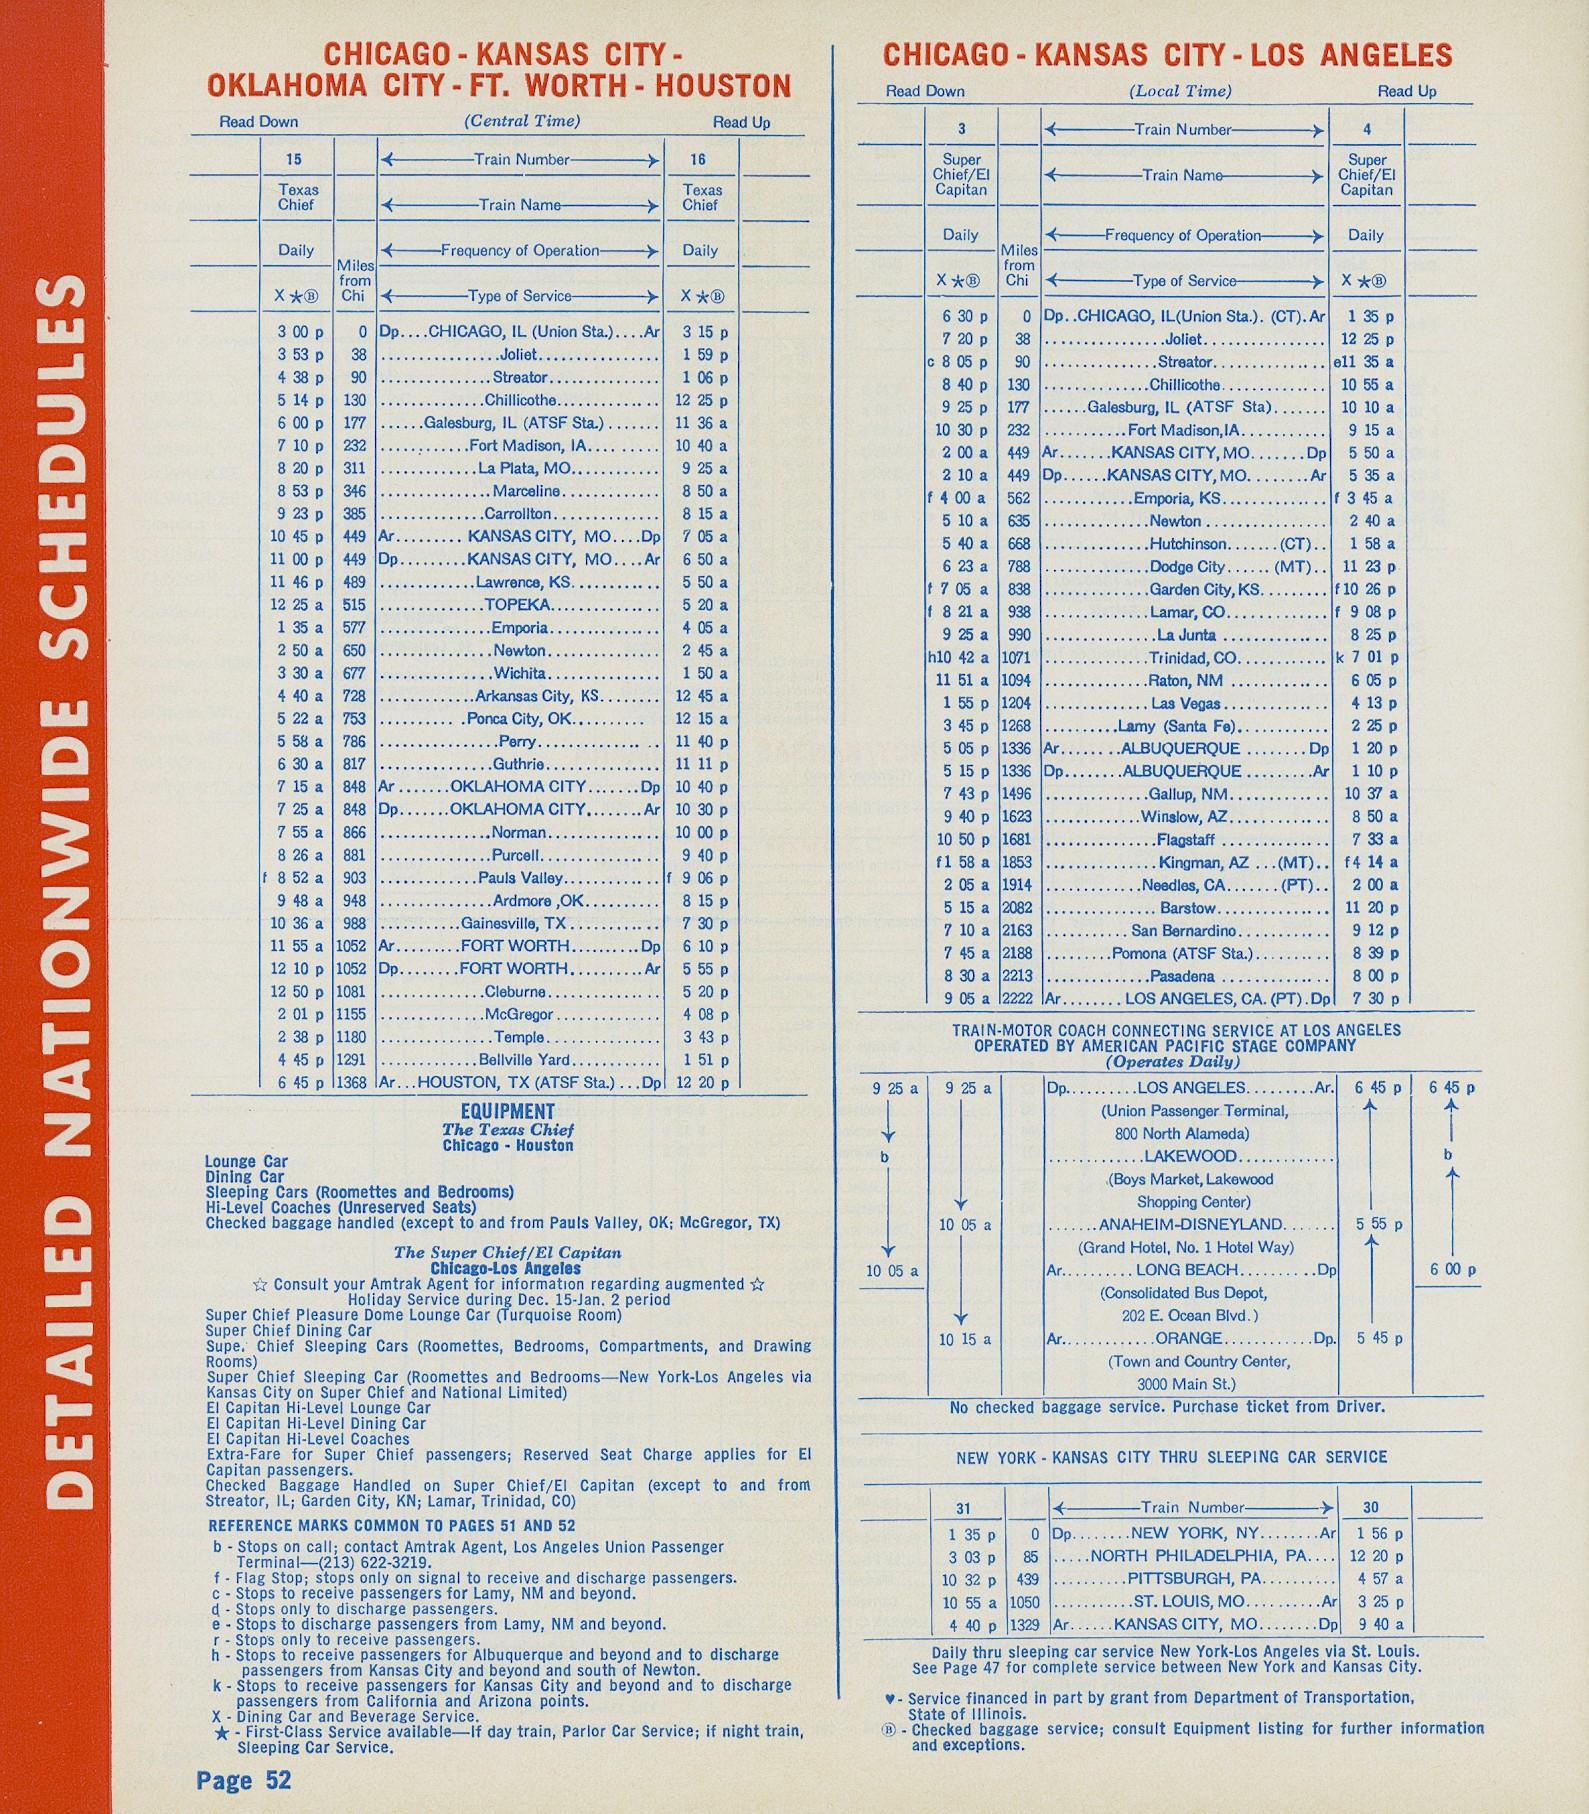 DETAILED NATIONWIDE SCHEDULES
CHICAGO - KANSAS CITY -
OKLAHOMA CITY - FT. WORTH - HOUSTON
Read Down (Central Time) Read Up
15 Train Number 16
Texas Chief Train Name Texas Chief
Daily Frequency of Operation Daily
Miles from Chi
X ★Ⓑ Type of Service X ★Ⓑ
3 00 p 0 Dp....CHICAGO, IL (Union Sta.)....Ar 3 15 p
3 53 p 38 Joliet 1 59 p
4 38 p 90 Streator 1 06 p
5 14 p 130 Chillicothe 12 25 p
6 00 p 177 Galesburg, IL (ATSF Sta.) 11 36 a
7 10 p 232 Fort Madison, IA 10 40 a
8 20 p 311 La Plata, MO 9 25 a
8 53 p 346 Marceline 8 50 a
9 23 p 385 Carrollton 8 15 a
10 45 p 449 Ar KANSAS CITY, MO Dp 7 05 a
11 00 p 449 Dp KANSAS CITY, MO Ar 6 50 a
11 46 p 489 Lawrence, KS 5 50 a
12 25 a 515 TOPEKA 5 20 a
1 35 a 577 Emporia 4 05 a
2 50 a 650 Newton 2 45 a
3 30 a 677 Wichita 1 50 a
4 40 a 728 Arkansas City, KS 12 45 a
5 22 a 753 Ponca City, OK 12 15 a
5 58 a 786 Perry 11 40 p
6 30 a 817 Guthrie 11 11 p
7 15 a 848 Ar OKLAHOMA CITY Dp 10 40 p
7 25 a 848 Dp OKLAHOMA CITY Ar 10 30 p
7 55 a 866 Norman 10 00 p
8 26 a 881 Purcell 9 40 p
f 8 52 a 903 Pauls Valley f 9 06 p
9 48 a 948 Ardmore ,OK 8 15 p
10 36 a 988 Gainesville, TX 7 30 p
11 55 a 1052 Ar FORT WORTH Dp 6 10 p
12 10 p 1052 Dp FORT WORTH Ar 5 55 p
12 50 p 1081 Cleburne 5 20 p
2 01 p 1155 McGregor 4 08 p
2 38 p 1180 Temple 3 43 p
4 45 p 1291 Bellville Yard 1 51 p
6 45 p 1368 Ar...HOUSTON, TX (ATSF Sta.)...Dp 12 20 p
EQUIPMENT
The Texas Chief
Chicago - Houston
Lounge Car
Dining Car
Sleeping Cars (Roomettes and Bedrooms)
Hi-Level Coaches (Unreserved Seats)
Checked baggage handled (except to and from Pauls Valley, OK; McGregor, TX)
The Super Chief/El Capitan
Chicago-Los Angeles
☆ Consult your Amtrak Agent for information regarding augmented ☆
Holiday Service during Dec. 15-Jan. 2 period
Super Chief Pleasure Dome Lounge Car (Turquoise Room)
Super Chief Dining Car
Supe. Chief Sleeping Cars (Roomettes, Bedrooms, Compartments, and Drawing
Rooms)
Super Chief Sleeping Car (Roomettes and Bedrooms—New York-Los Angeles via
Kansas City on Super Chief and National Limited)
El Capitan Hi-Level Lounge Car
El Capitan Hi-Level Dining Car
El Capitan Hi-Level Coaches
Extra-Fare for Super Chief passengers; Reserved Seat Charge applies for El
Capitan passengers.
Checked Baggage Handled on Super Chief/El Capitan (except to and from
Streator, IL; Garden City, KN; Lamar, Trinidad, CO)
REFERENCE MARKS COMMON TO PAGES 51 AND 52
b - Stops on call; contact Amtrak Agent, Los Angeles Union Passenger
Terminal—(213) 622-3219.
f - Flag Stop; stops only on signal to receive and discharge passengers.
c - Stops to receive passengers for Lamy, NM and beyond.
d - Stops only to discharge passengers.
e - Stops to discharge passengers from Lamy, NM and beyond.
r - Stops only to receive passengers.
h - Stops to receive passengers for Albuquerque and beyond and to discharge
passengers from Kansas City and beyond and south of Newton.
k - Stops to receive passengers for Kansas City and beyond and to discharge
passengers from California and Arizona points.
X - Dining Car and Beverage Service.
★ - First-Class Service available—If day train, Parlor Car Service; if night train,
Sleeping Car Service.
Page 52
CHICAGO - KANSAS CITY - LOS ANGELES
Read Down (Local Time) Read Up
3 Train Number 4
Super Chief/El Capitan Train Name Super Chief/El Capitan
Daily Frequency of Operation Daily
Miles from Chi
X ★Ⓑ Type of Service X ★Ⓑ
6 30 p 0 Dp..CHICAGO, IL(Union Sta.). (CT).Ar 1 35 p
7 20 p 38 Joliet 12 25 p
c 8 05 p 90 Streator e11 35 a
8 40 p 130 Chillicothe 10 55 a
9 25 p 177 Galesburg, IL (ATSF Sta) 10 10 a
10 30 p 232 Fort Madison,IA 9 15 a
2 00 a 449 Ar KANSAS CITY, MO Dp 5 50 a
2 10 a 449 Dp KANSAS CITY, MO Ar 5 35 a
f 4 00 a 562 Emporia, KS f 3 45 a
5 10 a 635 Newton 2 40 a
5 40 a 668 Hutchinson (CT) 1 58 a
6 23 a 788 Dodge City (MT) 11 23 p
f 7 05 a 838 Garden City, KS f10 26 p
f 8 21 a 938 Lamar, CO f 9 08 p
9 25 a 990 La Junta 8 25 p
h10 42 a 1071 Trinidad, CO k 7 01 p
11 51 a 1094 Raton, NM 6 05 p
1 55 p 1204 Las Vegas 4 13 p
3 45 p 1268 Lamy (Santa Fe) 2 25 p
5 05 p 1336 Ar ALBUQUERQUE Dp 1 20 p
5 15 p 1336 Dp ALBUQUERQUE Ar 1 10 p
7 43 p 1496 Gallup, NM 10 37 a
9 40 p 1623 Winslow, AZ 8 50 a
10 50 p 1681 Flagstaff 7 33 a
f1 58 a 1853 Kingman, AZ (MT) f4 14 a
2 05 a 1914 Needles, CA (PT) 2 00 a
5 15 a 2082 Barstow 11 20 p
7 10 a 2163 San Bernardino 9 12 p
7 45 a 2188 Pomona (ATSF Sta.) 8 39 p
8 30 a 2213 Pasadena 8 00 p
9 05 a 2222 Ar LOS ANGELES, CA. (PT).Dp 7 30 p
TRAIN-MOTOR COACH CONNECTING SERVICE AT LOS ANGELES
OPERATED BY AMERICAN PACIFIC STAGE COMPANY
(Operates Daily)
9 25 a 9 25 a Dp LOS ANGELES Ar. 6 45 p 6 45 p
(Union Passenger Terminal,
800 North Alameda)
b LAKEWOOD b
(Boys Market, Lakewood
Shopping Center)
10 05 a ANAHEIM-DISNEYLAND 5 55 p
(Grand Hotel, No. 1 Hotel Way)
10 05 a Ar LONG BEACH Dp 6 00 p
(Consolidated Bus Depot,
202 E. Ocean Blvd.)
10 15 a Ar ORANGE Dp. 5 45 p
(Town and Country Center,
3000 Main St.)
No checked baggage service. Purchase ticket from Driver.
NEW YORK - KANSAS CITY THRU SLEEPING CAR SERVICE
31 Train Number 30
1 35 p 0 Dp NEW YORK, NY Ar 1 56 p
3 03 p 85 NORTH PHILADELPHIA, PA 12 20 p
10 32 p 439 PITTSBURGH, PA 4 57 a
10 55 a 1050 ST. LOUIS, MO Ar 3 25 p
4 40 p 1329 Ar KANSAS CITY, MO Dp 9 40 a
Daily thru sleeping car service New York-Los Angeles via St. Louis.
See Page 47 for complete service between New York and Kansas City.
♥ - Service financed in part by grant from Department of Transportation,
State of Illinois.
Ⓑ - Checked baggage service; consult Equipment listing for further information
and exceptions.